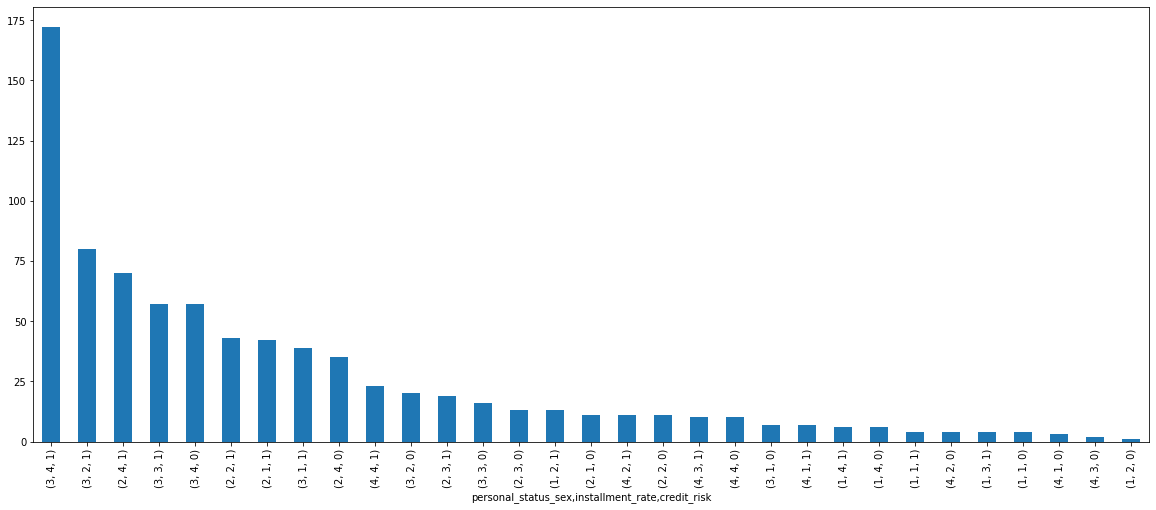 175
150
125
100
75
50
25
0
(3, 4, 1)
(3, 2, 1)
(2, 4, 1)
(3, 3, 1)
(3, 4, 0)
(2, 2, 1)
(2, 1, 1)
(3, 1, 1)
(2, 4, 0)
(4, 4, 1)
(3, 2, 0)
(2, 3, 1)
(3, 3, 0)
(2, 3, 0)
(1, 2, 1)
(2, 1, 0)
(4, 2, 1)
(2, 2, 0)
(4, 3, 1)
(4, 4, 0)
(3, 1, 0)
(4, 1, 1)
(1, 4, 1)
(1, 4, 0)
(1, 1, 1)
(4, 2, 0)
(1, 3, 1)
(1, 1, 0)
(4, 1, 0)
(4, 3, 0)
(1, 2, 0)
personal_status_sex,installment_rate,credit_risk